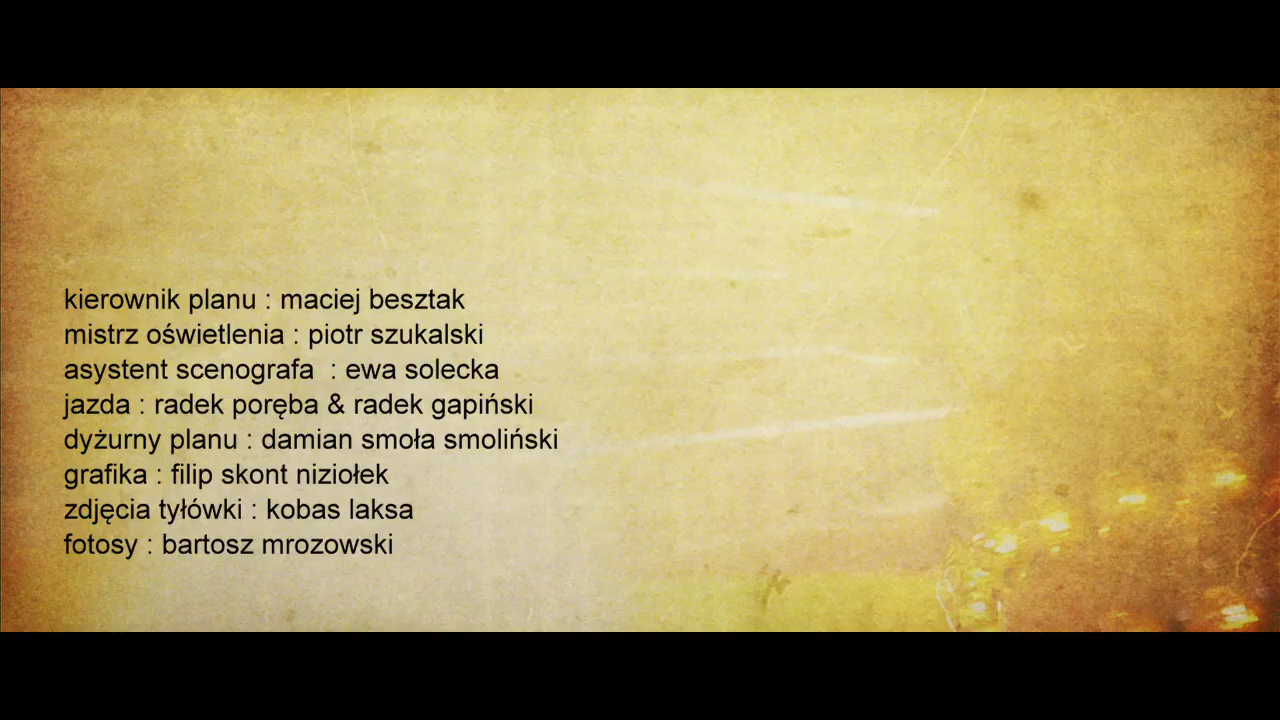 kierownik planu : maciej besztak
mistrz oświetlenia : piotr szukalski
asystent scenografa  : ewa solecka
jazda : radek poręba & radek gapiński
dyżurny planu : damian smoła smoliński
grafika : filip skont niziołek
zdjęcia tyłówki : kobas laksa
fotosy : bartosz mrozowski